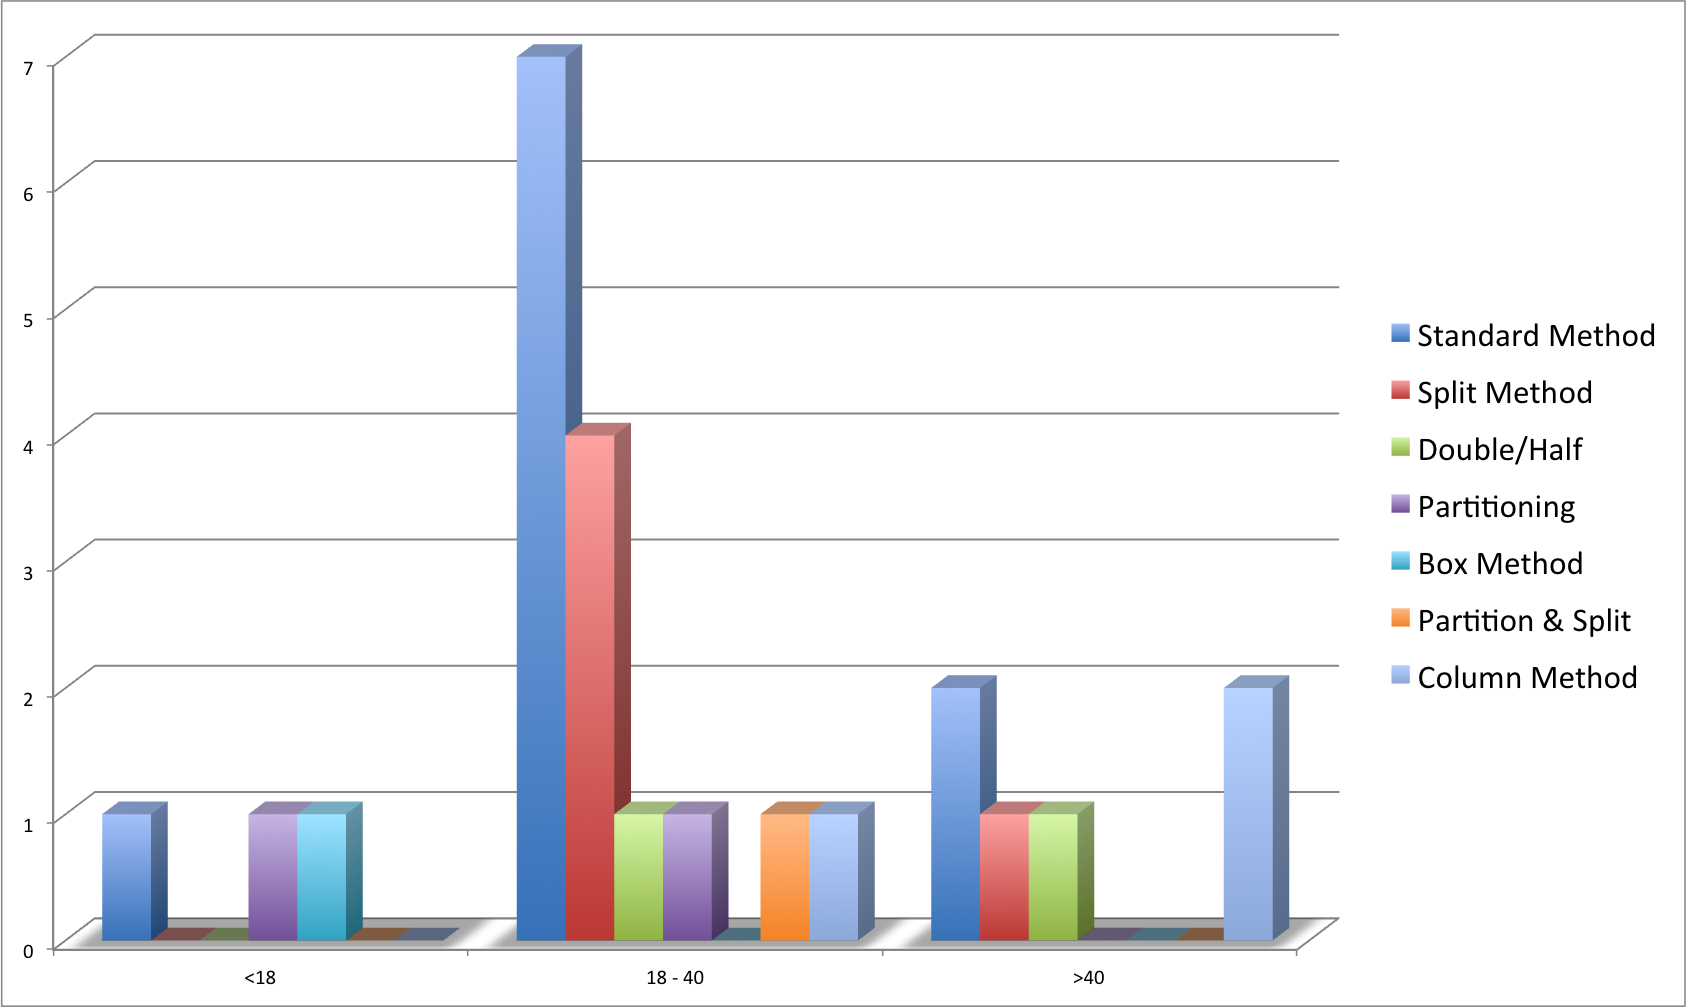 7
6
5
4
3
2
1
0
<18
18 - 40
>40
Standard Method
Split Method
Double/Half
Partitioning
Box Method
Partition & Split
Column Method